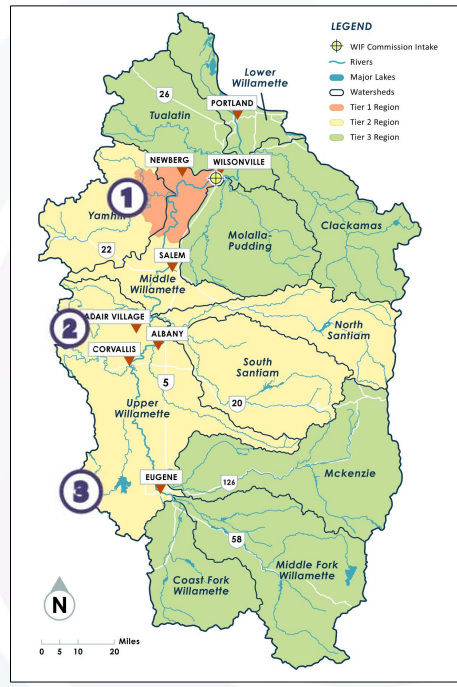 LEGEND
WIF Commission Intake
Rivers
Major Lakes
Watersheds
Tier 1 Region
Tier 2 Region
Tier 3 Region
Lower
Willamette
26
PORTLAND
Tualatin
NEWBERG
WILSONVILLE
1
Yamhill
Clackamas
Molalla-
Pudding
22
SALEM
Middle
Willamette
2
ADAIR VILLAGE
North
Santiam
ALBANY
CORVALLIS
South
Santiam
5
20
Upper
Willamette
3
EUGENE
126
Mckenzie
58
Middle Fork
Willamette
Coast Fork
Willamette
N
Miles
0 5 10 20